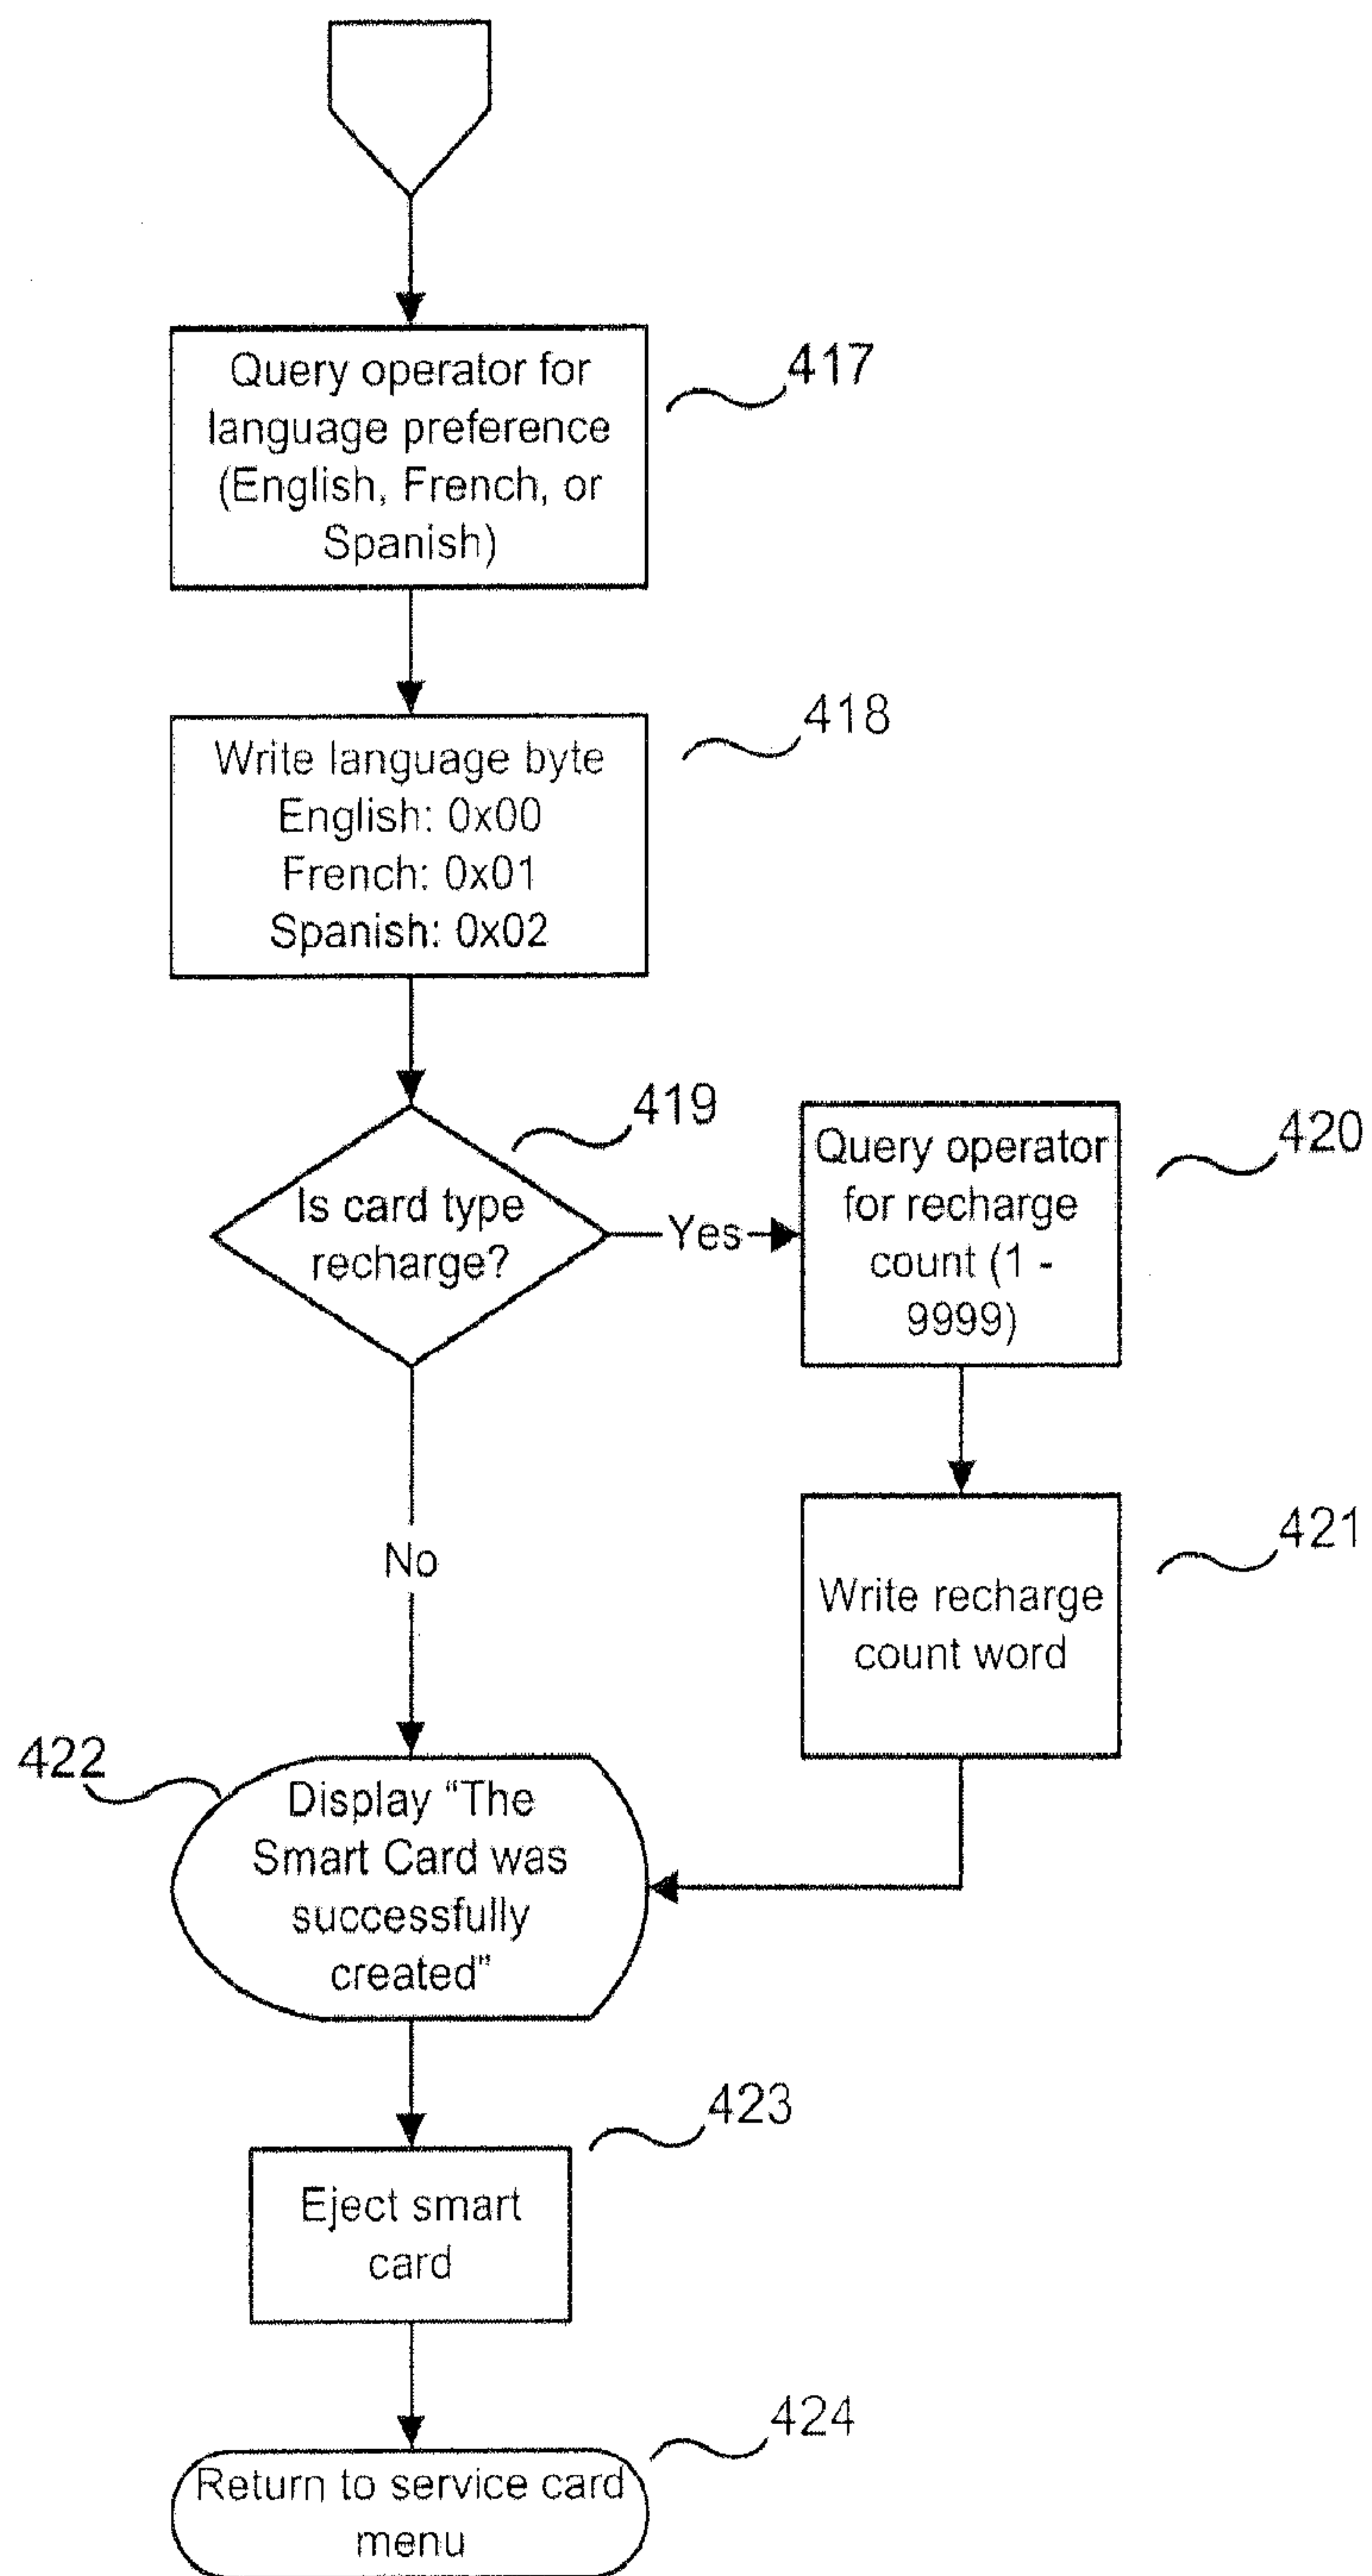 Query operator for
language preference
(English, French, or
Spanish)
417
Write language byte
English: 0x00
French: 0x01
Spanish: 0x02
418
Is card type
recharge?
419
Yes
Query operator
for recharge
count (1 -
9999)
420
No
Write recharge
count word
421
422
Display “The
Smart Card was
successfully
created”
Eject smart
card
423
Return to service card
menu
424